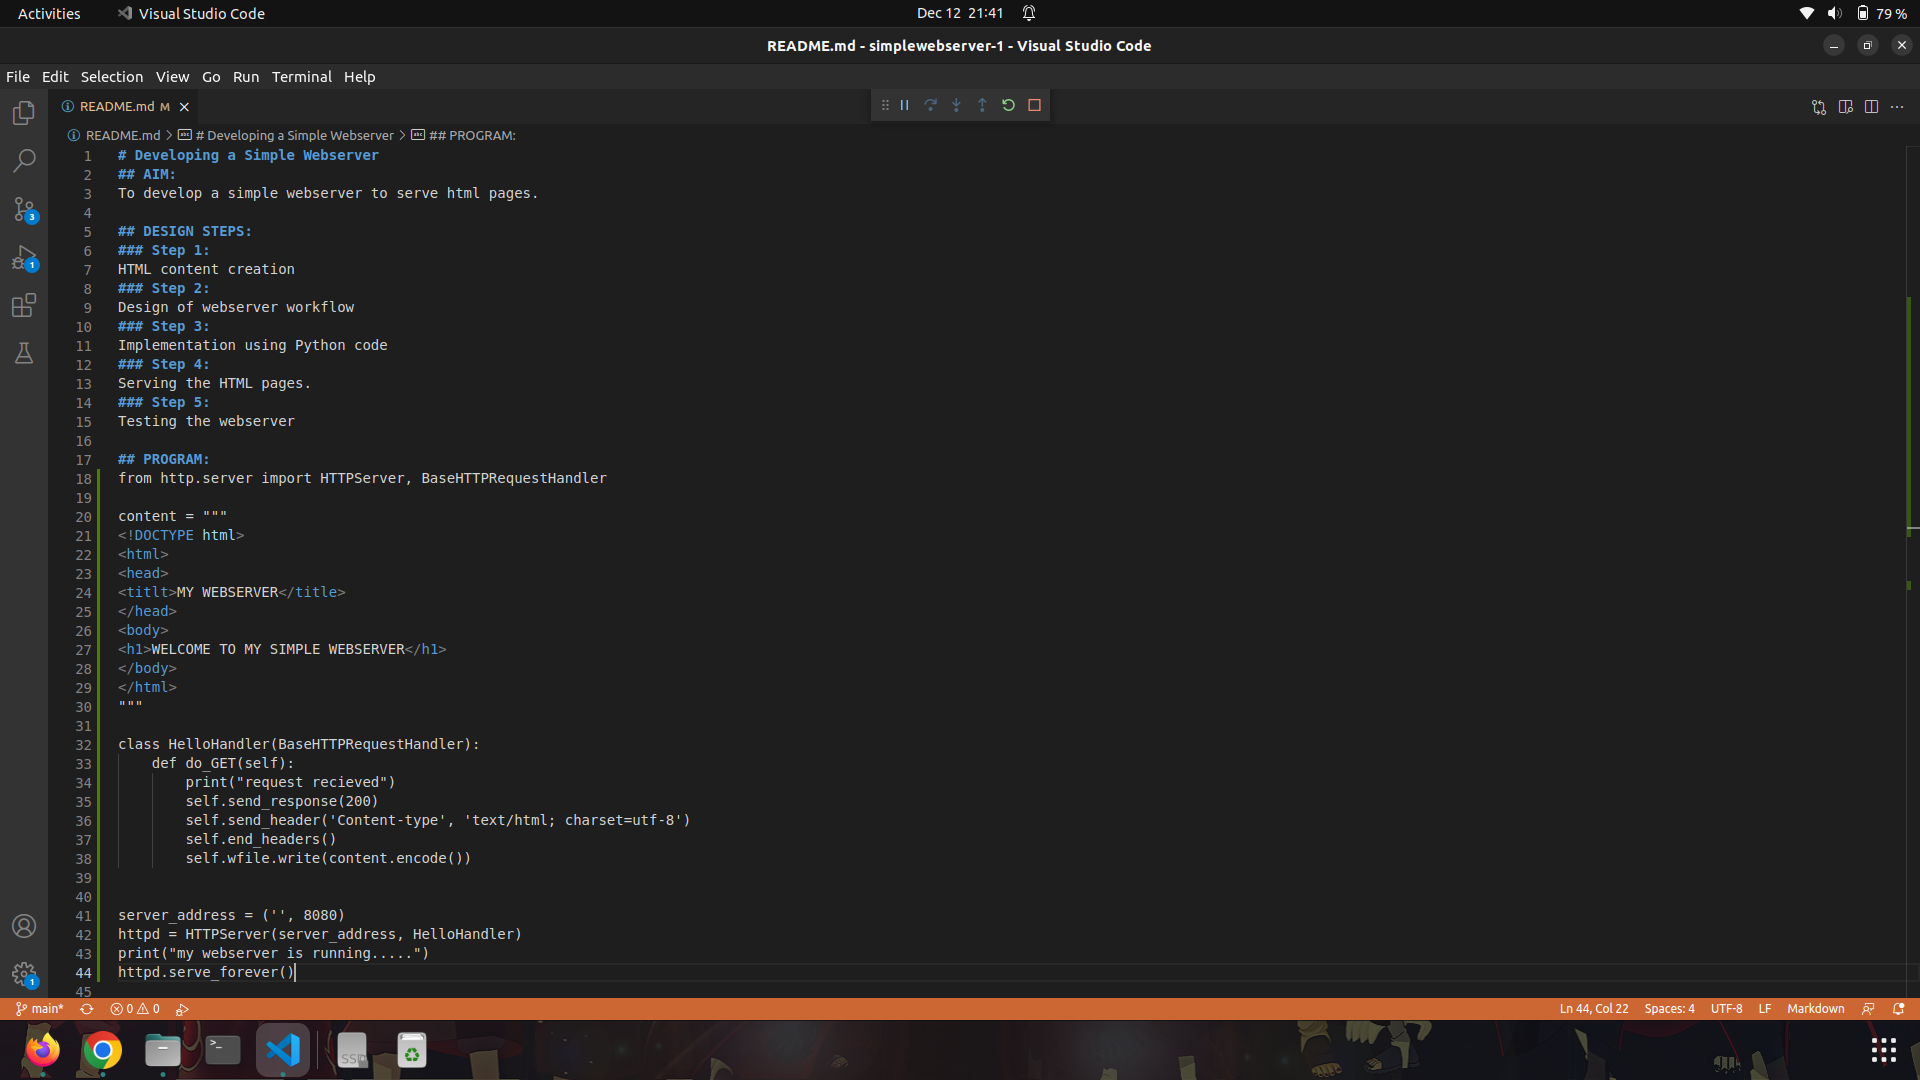 Activities Visual Studio Code Dec 12 21:41 79 %
README.md - simplewebserver-1 - Visual Studio Code
File Edit Selection View Go Run Terminal Help
README.md M
README.md > # Developing a Simple Webserver > ## PROGRAM:
1 # Developing a Simple Webserver
2 ## AIM:
3 To develop a simple webserver to serve html pages.
4
5 ## DESIGN STEPS:
6 ### Step 1:
7 HTML content creation
8 ### Step 2:
9 Design of webserver workflow
10 ### Step 3:
11 Implementation using Python code
12 ### Step 4:
13 Serving the HTML pages.
14 ### Step 5:
15 Testing the webserver
16
17 ## PROGRAM:
18 from http.server import HTTPServer, BaseHTTPRequestHandler
19
20 content = """
21 <!DOCTYPE html>
22 <html>
23 <head>
24 <titlt>MY WEBSERVER</title>
25 </head>
26 <body>
27 <h1>WELCOME TO MY SIMPLE WEBSERVER</h1>
28 </body>
29 </html>
30 """
31
32 class HelloHandler(BaseHTTPRequestHandler):
33     def do_GET(self):
34         print("request recieved")
35         self.send_response(200)
36         self.send_header('Content-type', 'text/html; charset=utf-8')
37         self.end_headers()
38         self.wfile.write(content.encode())
39
40
41 server_address = ('', 8080)
42 httpd = HTTPServer(server_address, HelloHandler)
43 print("my webserver is running.....")
44 httpd.serve_forever()
45
3
1
1
main* 0 0 Ln 44, Col 22 Spaces: 4 UTF-8 LF Markdown
SSD